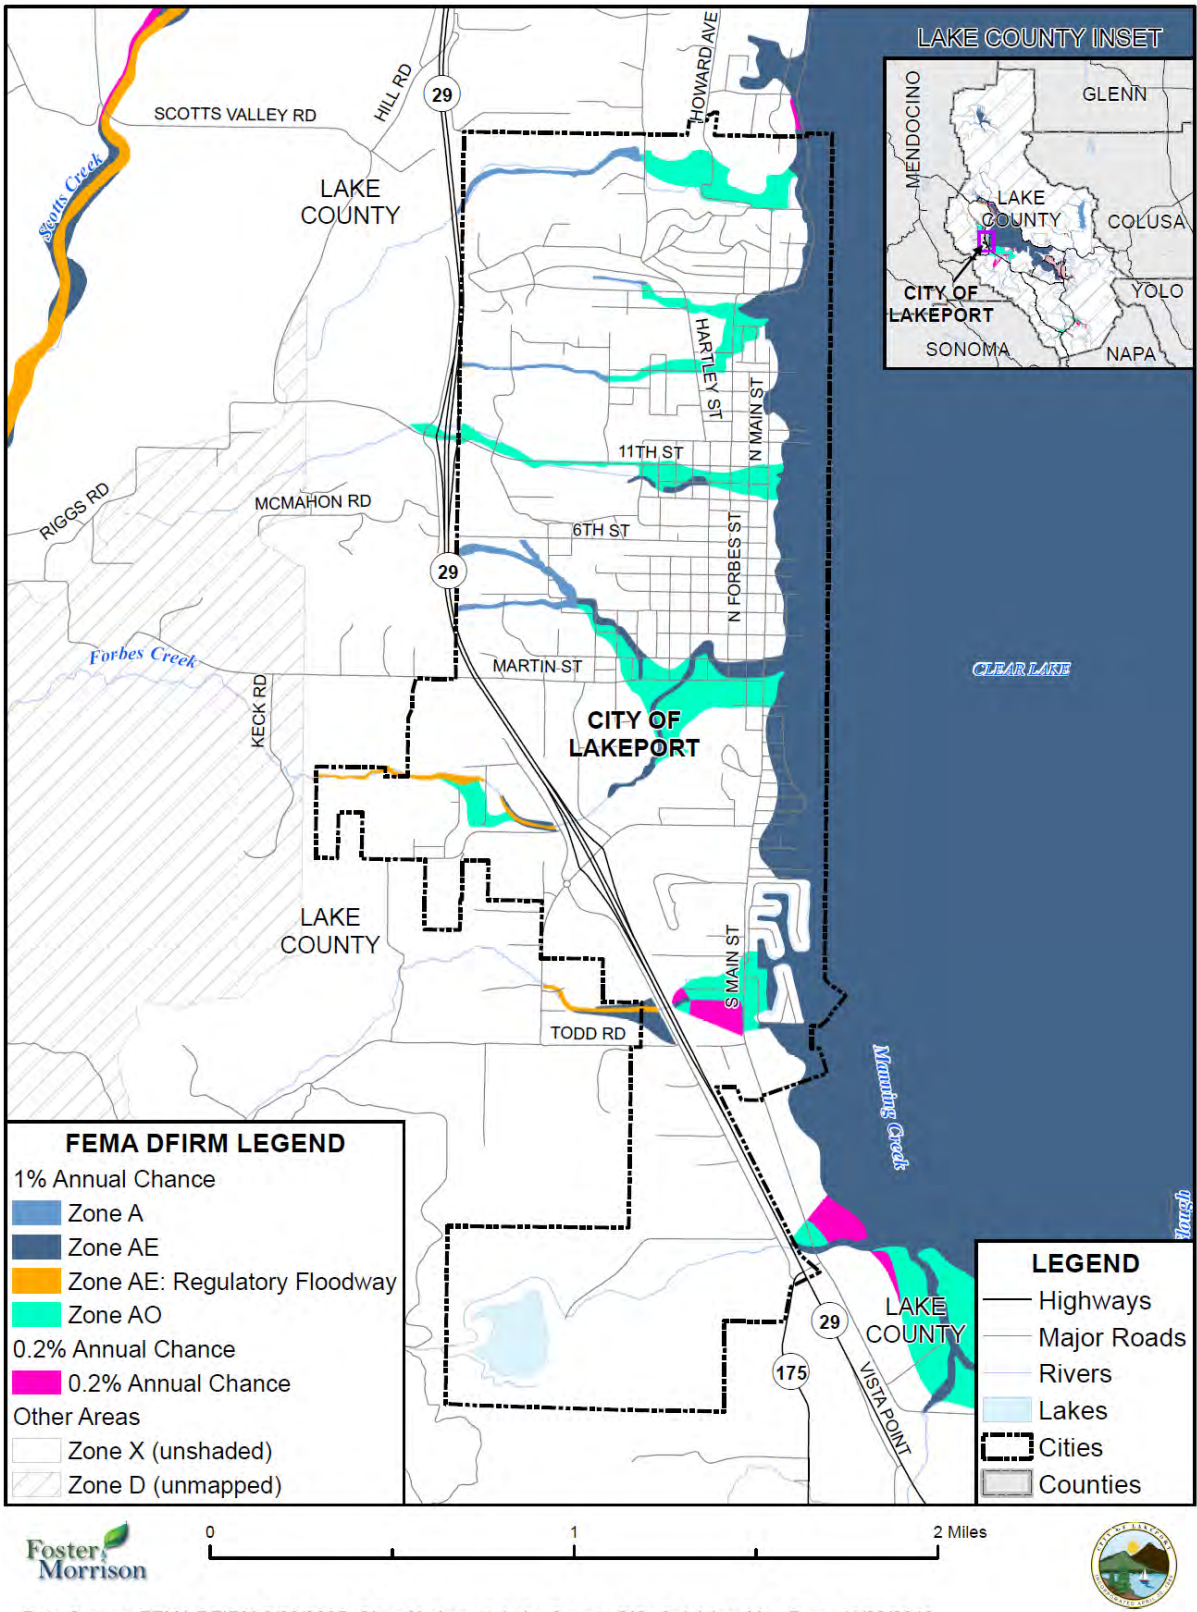 LAKE COUNTY INSET
GLENN
MENDOCINO
LAKE
COUNTY
COLUSA
CITY OF
LAKEPORT
YOLO
SONOMA
NAPA
HOWARD AVE
HILL RD
29
SCOTTS VALLEY RD
Scotts Creek
LAKE
COUNTY
HARTLEY ST
N MAIN ST
11TH ST
RIGGS RD
MCMAHON RD
6TH ST
N FORBES ST
29
Forbes Creek
MARTIN ST
CLEAR LAKE
KECK RD
CITY OF
LAKEPORT
LAKE
COUNTY
S MAIN ST
TODD RD
Manning Creek
LAKE
COUNTY
29
175
VISTA POINT
FEMA DFIRM LEGEND
1% Annual Chance
Zone A
Zone AE
Zone AE: Regulatory Floodway
Zone AO
0.2% Annual Chance
0.2% Annual Chance
Other Areas
Zone X (unshaded)
Zone D (unmapped)
LEGEND
Highways
Major Roads
Rivers
Lakes
Cities
Counties
Foster
Morrison
0 1 2 Miles